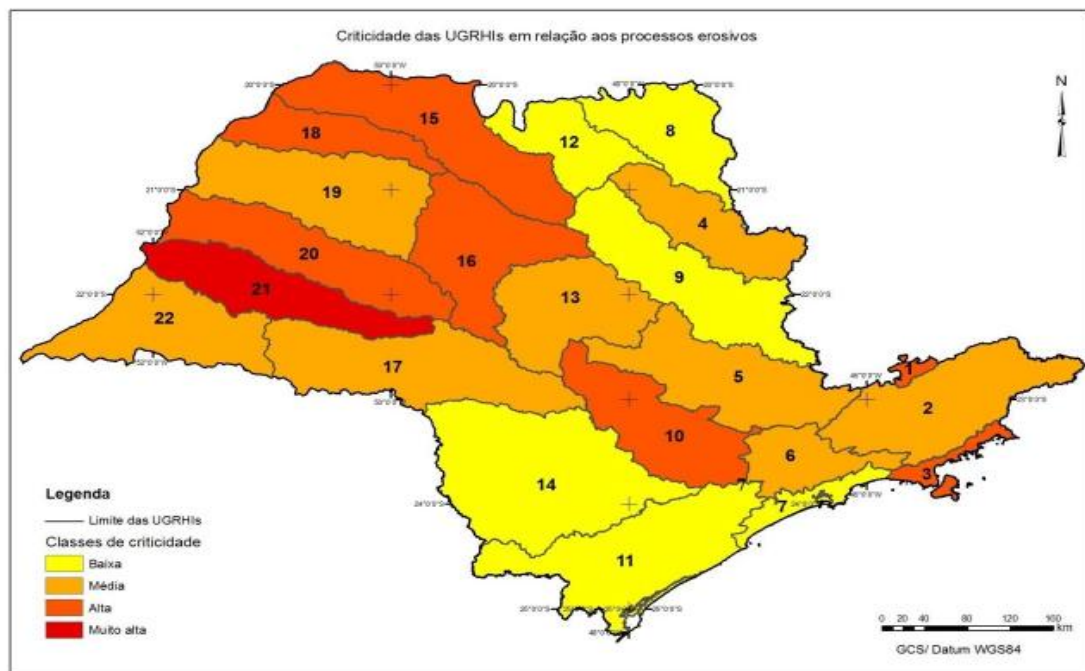 Criticidade das UGRHIs em relação aos processos erosivos
N
15
8
12
18
19
4
20
16
9
21
13
22
17
5
1
2
10
6
3
14
7
11
Legenda
Limite das UGRHIs
Classes de criticidade
Baixa
Média
Alta
Muito alta
0 20 40 80 120 160
km
GCS/ Datum WGS84